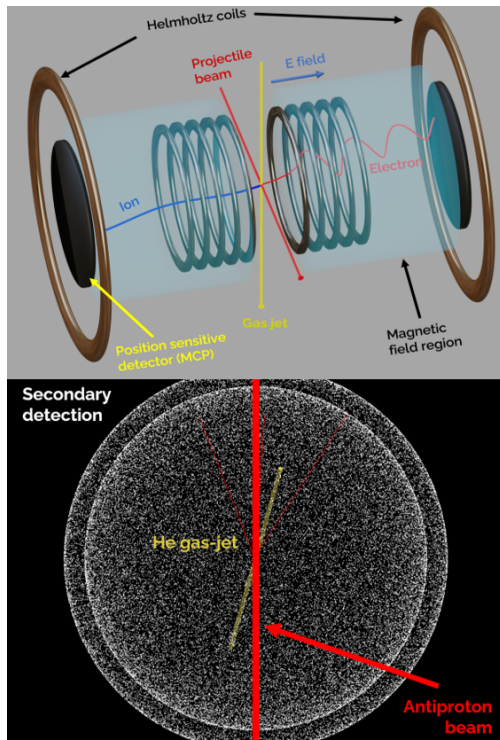 Helmholtz coils
Projectile
beam
E field
Ion
Electron
Gas jet
Position sensitive
detector (MCP)
Magnetic
field region
Secondary
detection
He gas-jet
Antiproton
beam